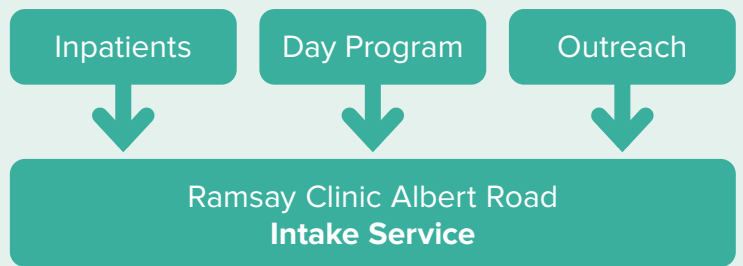 Inpatients
Day Program
Outreach
Ramsay Clinic Albert Road
Intake Service